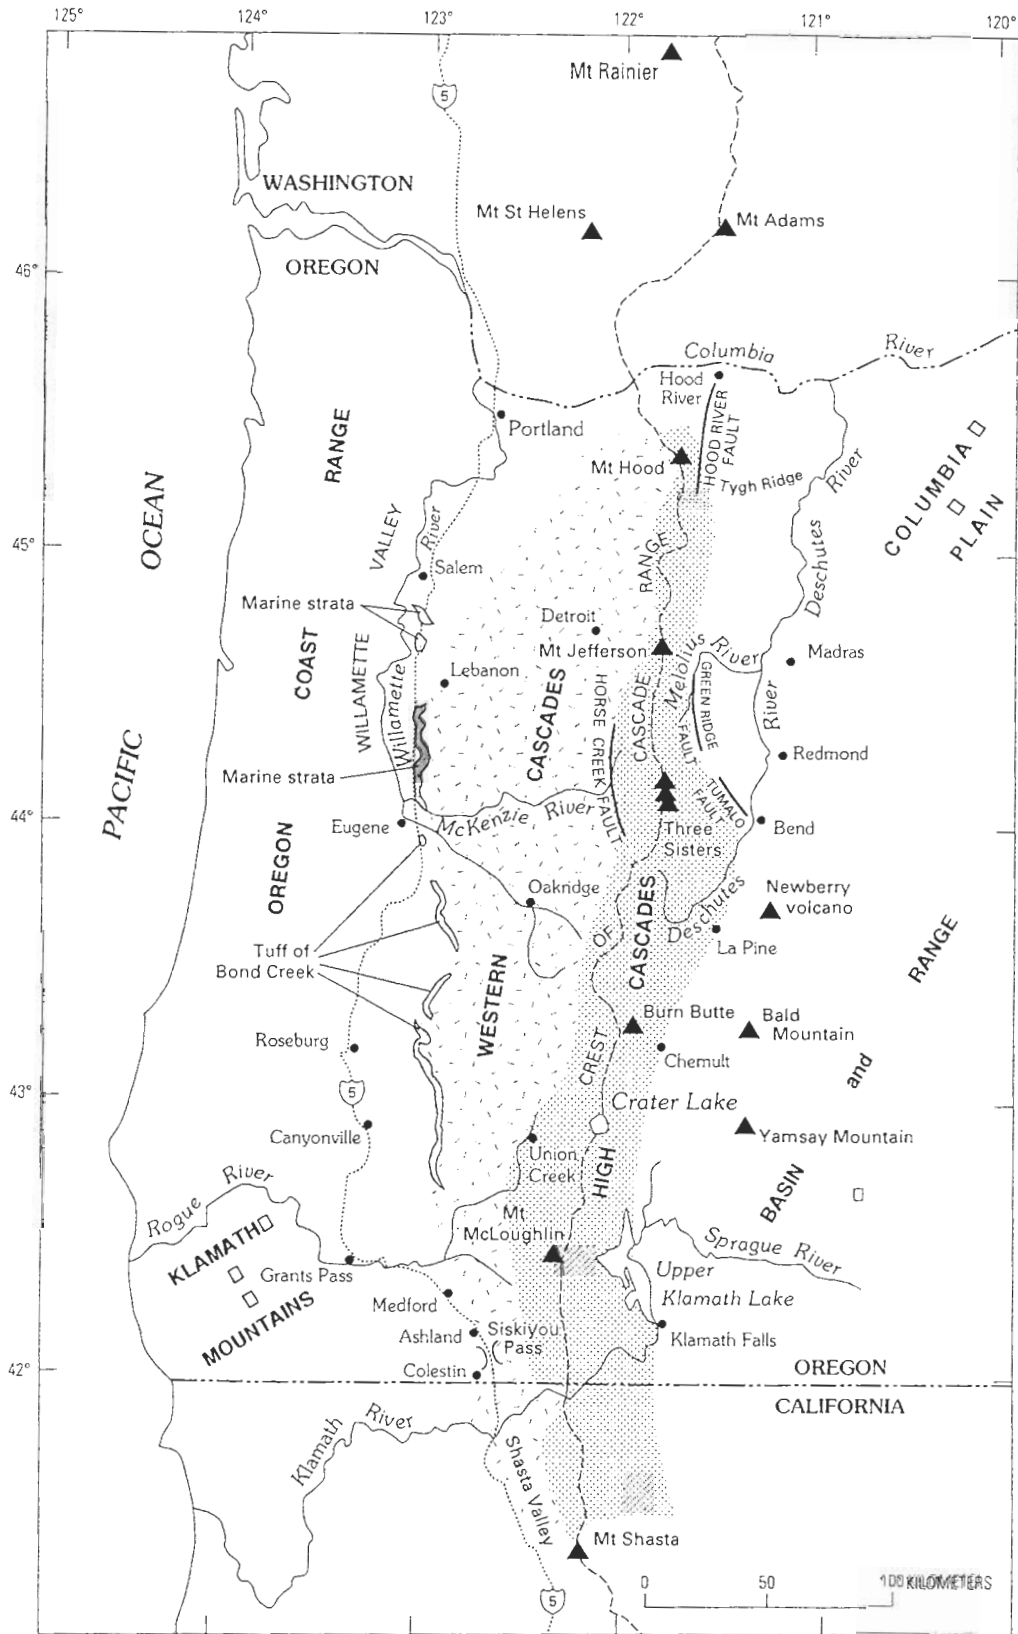 125°
124°
123°
122°
121°
120°
Mt Rainier
5
WASHINGTON
Mt St Helens
Mt Adams
46°
OREGON
Columbia
River
Hood
River
HOOD RIVER
FAULT
Portland
RANGE
Mt Hood
Tygh Ridge
River
COLUMBIA
PLAIN
OCEAN
VALLEY
River
45°
RANGE
Deschutes
Salem
Marine strata
Detroit
Mt Jefferson
Melolius River
Madras
COAST
WILLAMETTE
Willamette
Lebanon
CASCADES
HORSE CREEK FAULT
CASCADE
GREEN RIDGE
FAULT
River
Redmond
PACIFIC
Marine strata
TUMALO
FAULT
44°
Eugene
McKenzie River
Three
Sisters
Bend
OREGON
Oakridge
CASCADES
Deschutes
Newberry
volcano
La Pine
Tuff of
Bond Creek
OF
RANGE
WESTERN
Burn Butte
Bald
Mountain
Roseburg
CREST
Chemult
and
43°
5
Crater Lake
Canyonville
Yamsay Mountain
Union
Creek
HIGH
BASIN
Rogue River
Mt
McLoughlin
Sprague River
KLAMATH
MOUNTAINS
Grants Pass
Upper
Klamath Lake
Medford
Ashland
Siskiyou
Pass
Klamath Falls
42°
Colestin
OREGON
CALIFORNIA
Klamath River
Shasta Valley
Mt Shasta
0
50
100 KILOMETERS
5